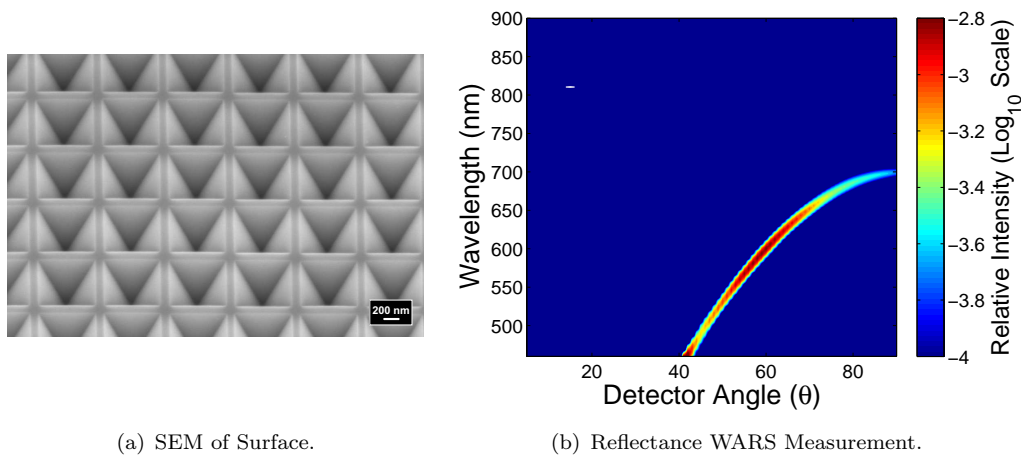 200 nm
900
850
800
750
700
650
600
550
500
Wavelength (nm)
20 40 60 80
Detector Angle (θ)
-2.8
-3
-3.2
-3.4
-3.6
-3.8
-4
Relative Intensity (Log10 Scale)
(a) SEM of Surface.
(b) Reflectance WARS Measurement.